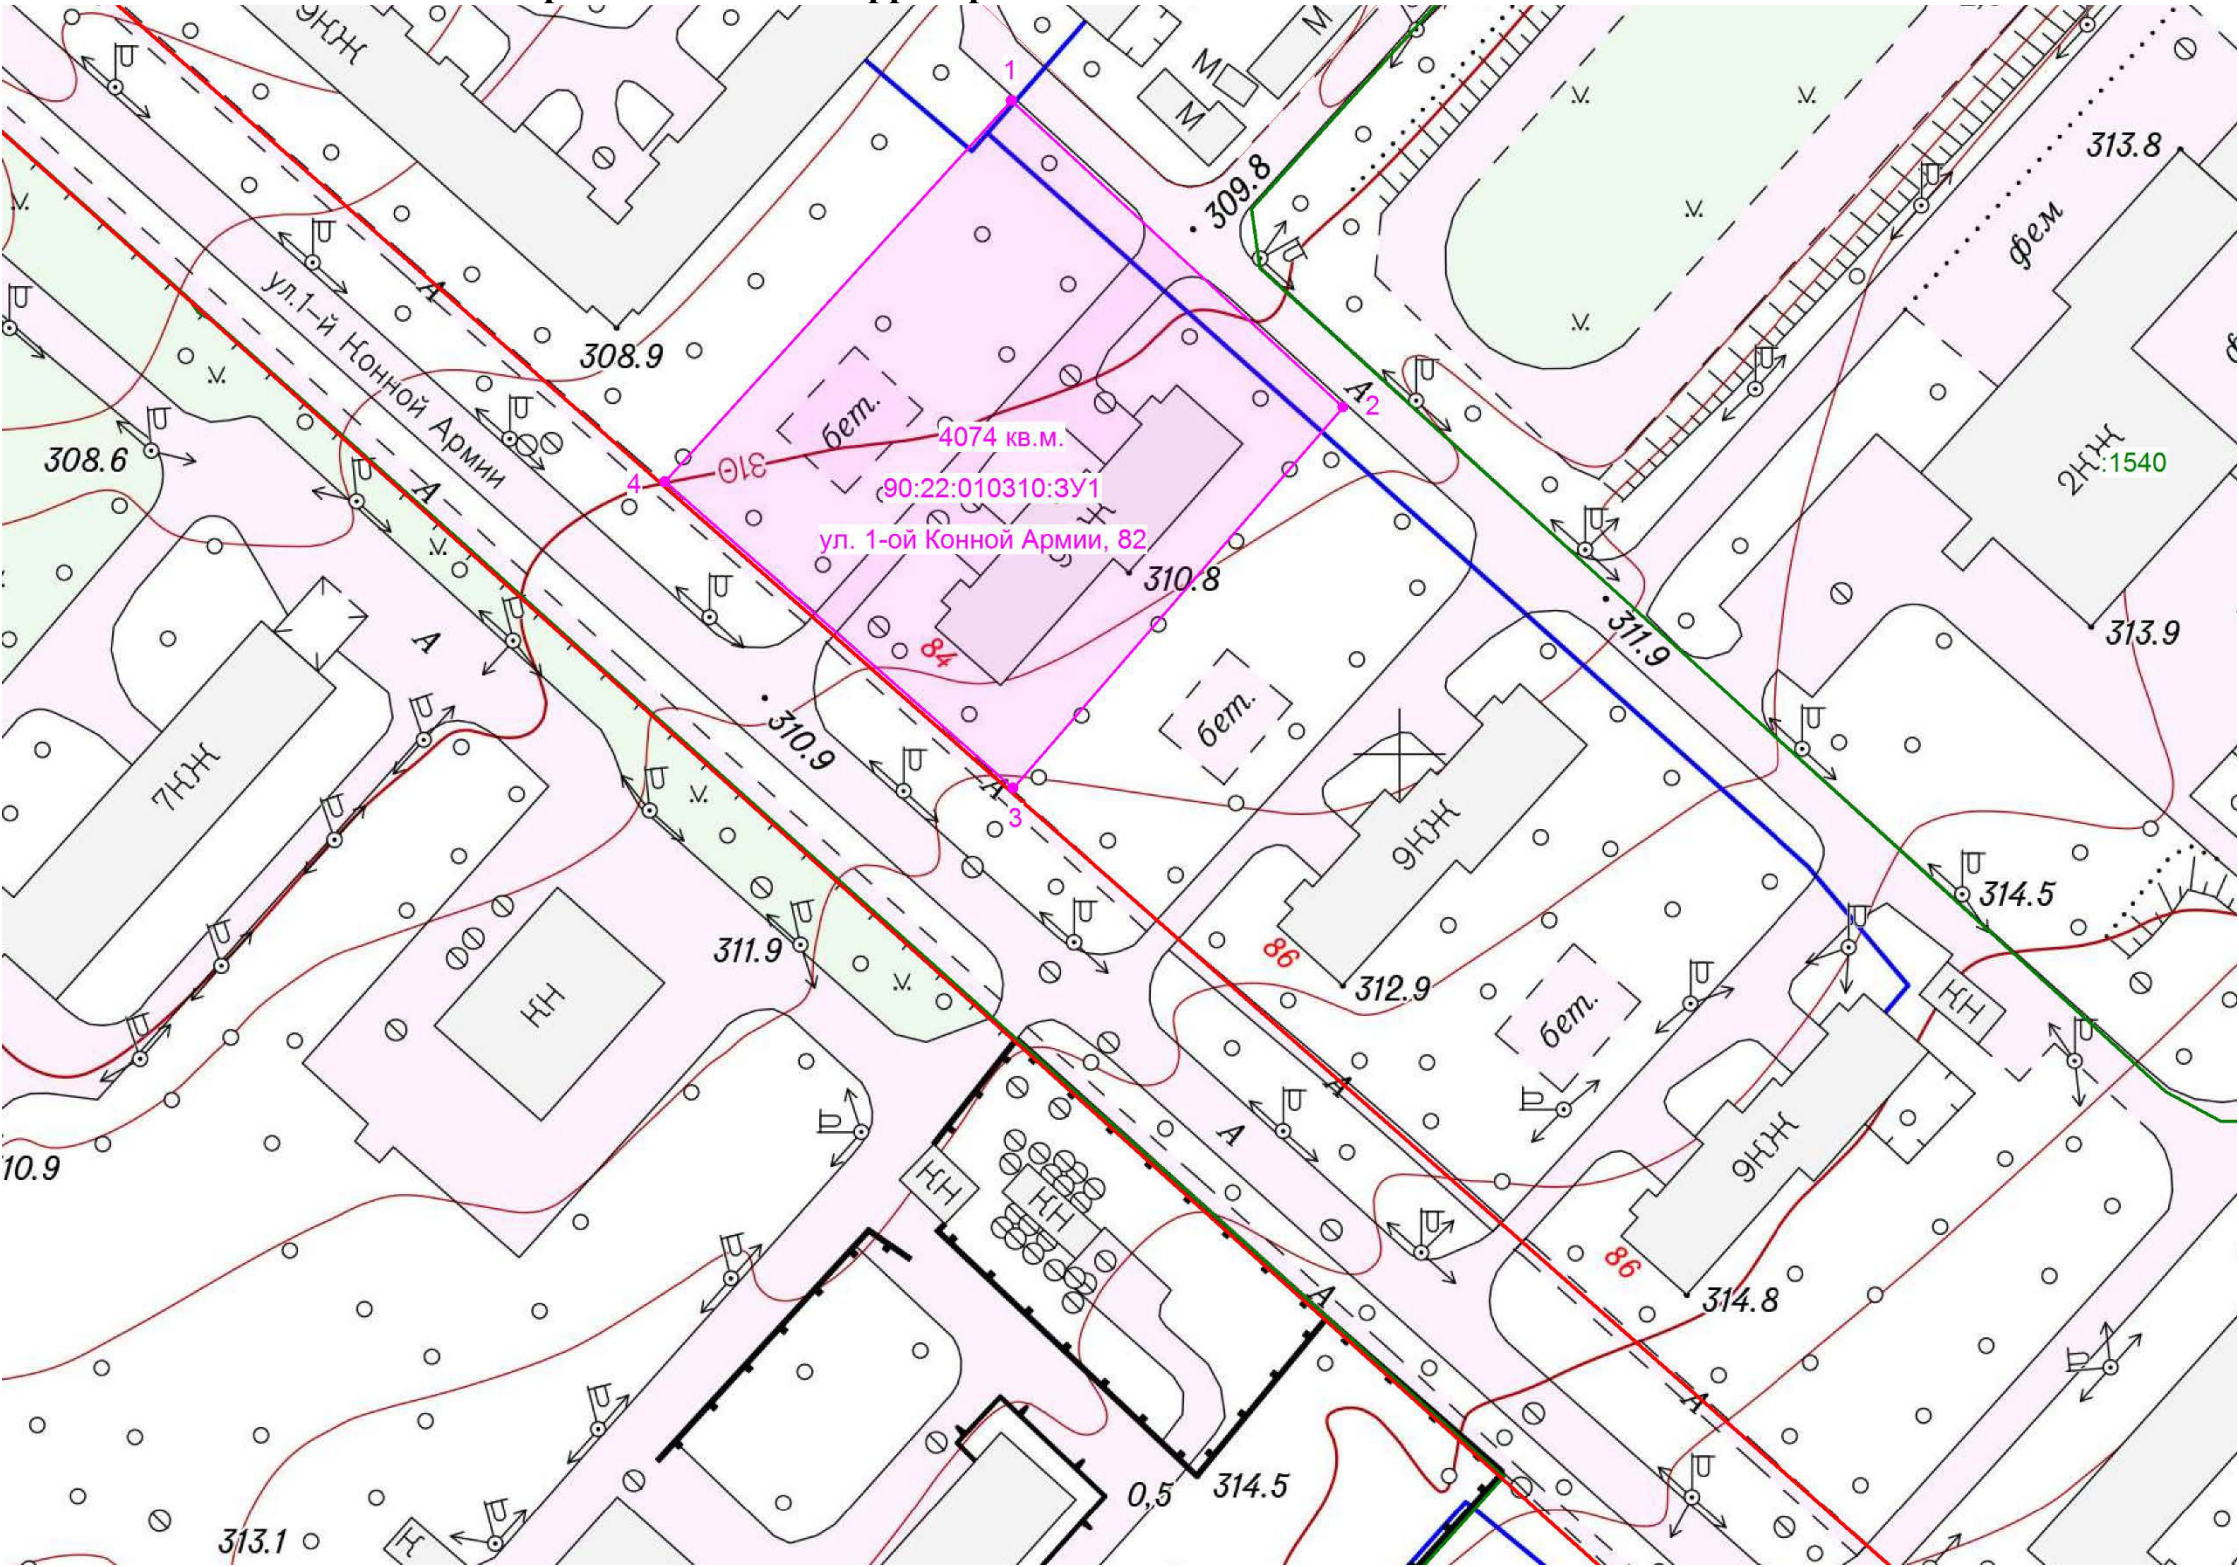 9КЖ
М
М
М
1
309.8
313.8
фем
ул.1-й Конной Армии
А
308.9
А
2
бет.
4074 кв.м.
308.6
310
4
90:22:010310:ЗУ1
ул. 1-ой Конной Армии, 82
2КЖ
:1540
А
310.8
А
84
311.9
313.9
7КЖ
310.9
бет.
А
3
9КЖ
314.5
311.9
86
312.9
КН
бет.
КН
А
А
10.9
КН
КН
9КЖ
86
314.8
А
А
0,5
314.5
313.1
К